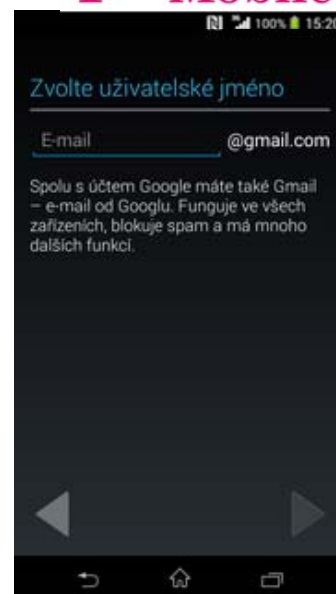 100% 15:20
Zvolte uživatelské jméno
E-mail @gmail.com
Spolu s účtem Google máte také Gmail
– e-mail od Googlu. Funguje ve všech
zařízeních, blokuje spam a má mnoho
dalších funkcí.